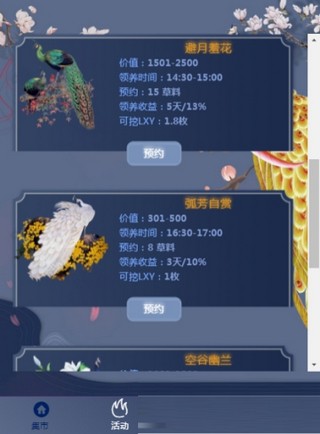 邀月羞花
价值：1501-2500
领养时间：14:30-15:00
预约：15 草料
领养收益：5天/13%
可挖LXY：1.8枚
预约
孤芳自赏
价值：301-500
领养时间：16:30-17:00
预约：8 草料
领养收益：3天/10%
可挖LXY：1枚
预约
空谷幽兰
集市
活动